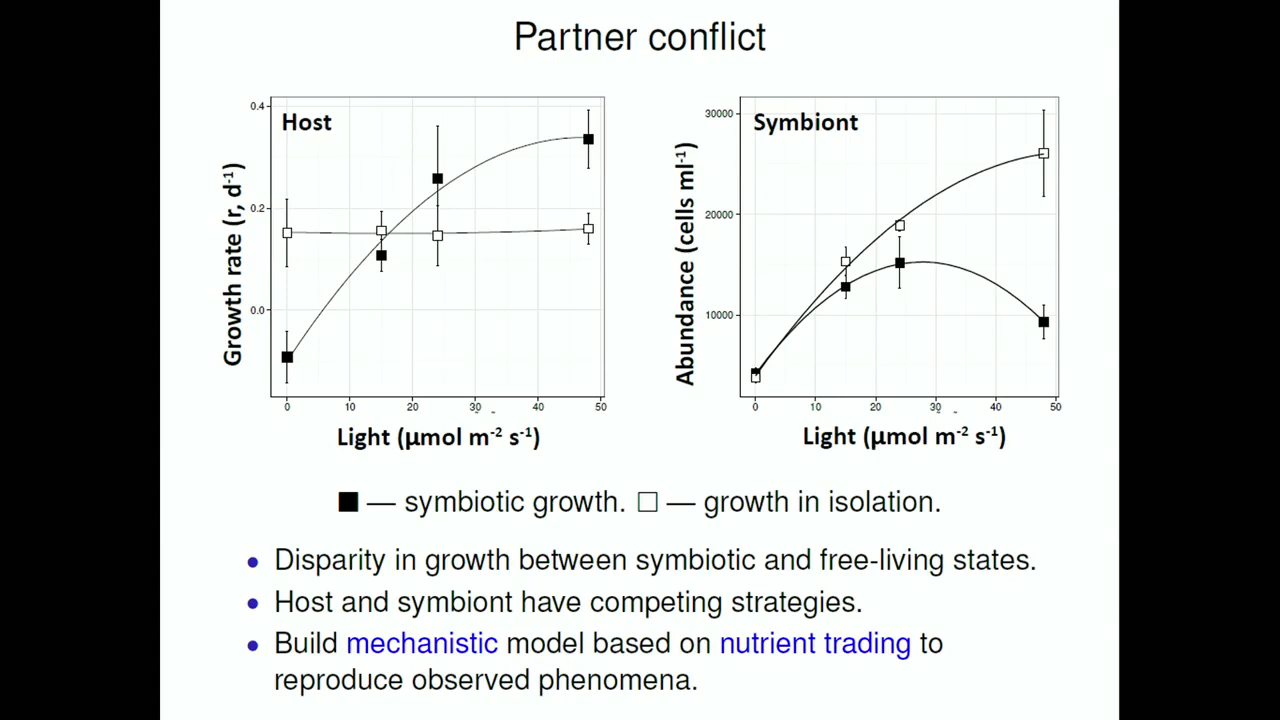 Partner conflict
Host
Growth rate (r, d⁻¹)
0.4
0.2
0.0
0 10 20 30 40 50
Light (µmol m⁻² s⁻¹)
Symbiont
Abundance (cells ml⁻¹)
30000
20000
10000
0 10 20 30 40 50
Light (µmol m⁻² s⁻¹)
■ — symbiotic growth. □ — growth in isolation.
• Disparity in growth between symbiotic and free-living states.
• Host and symbiont have competing strategies.
• Build mechanistic model based on nutrient trading to
reproduce observed phenomena.